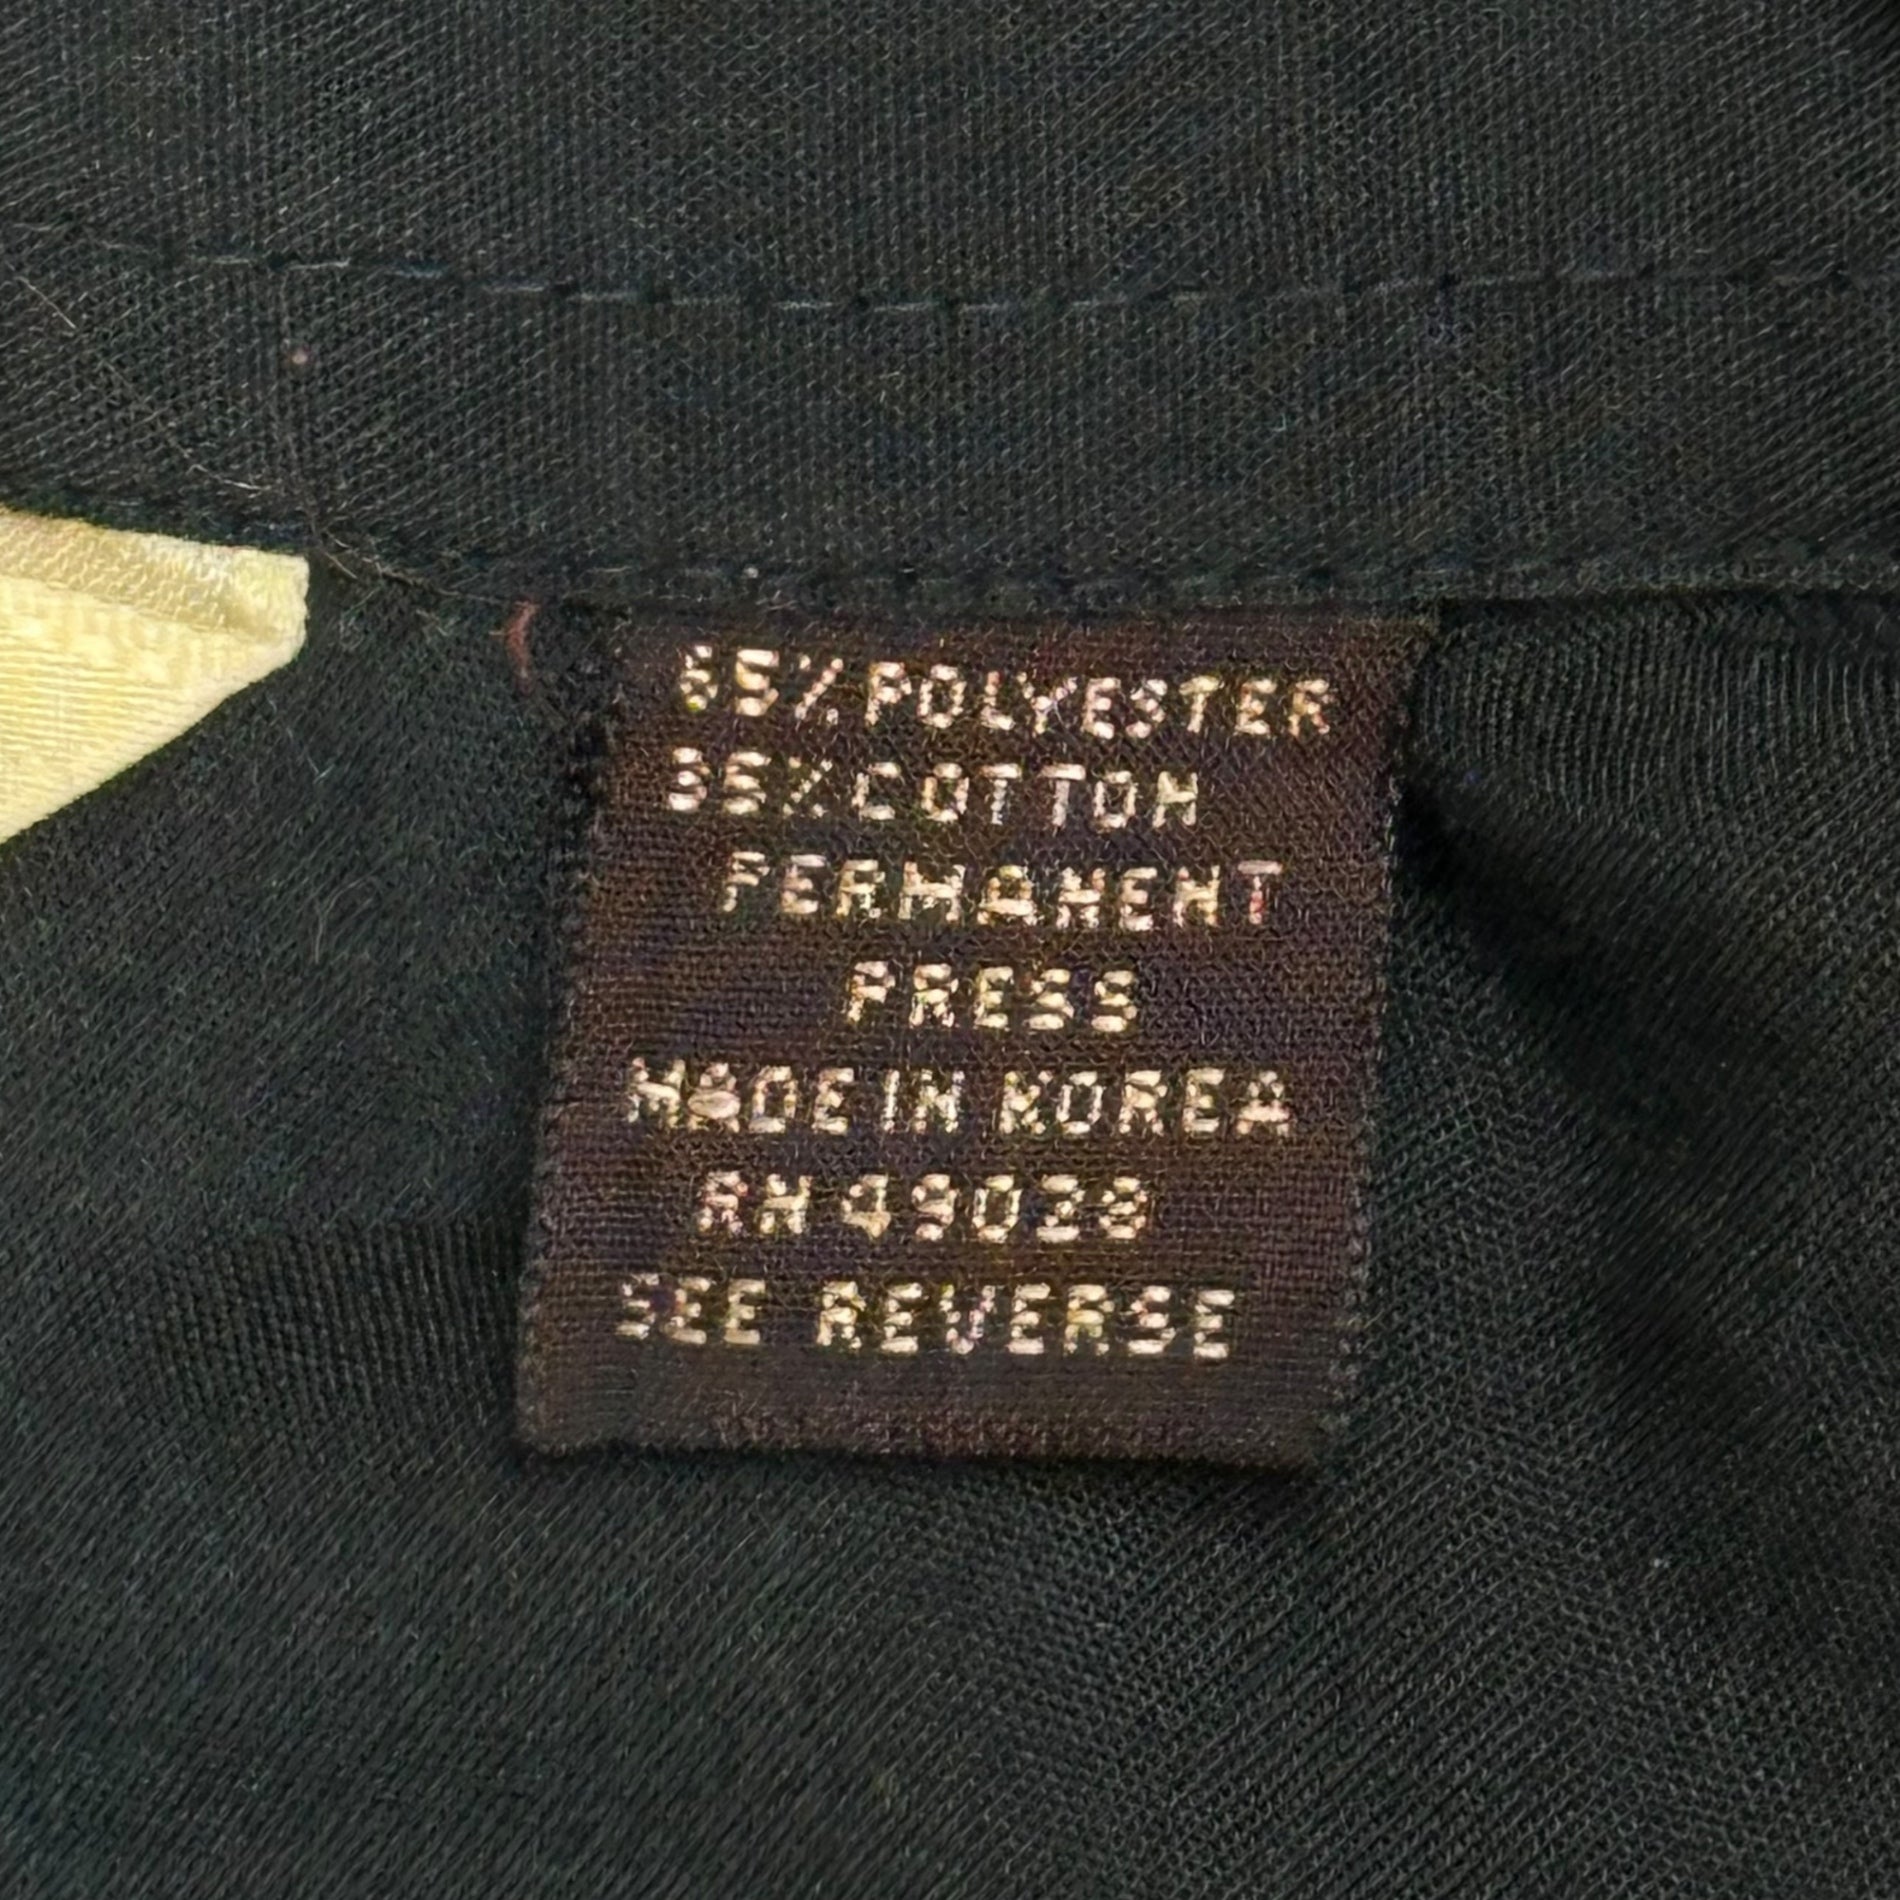 65% POLYESTER
35% COTTON
PERMANENT
PRESS
MADE IN KOREA
RN 49028
SEE REVERSE